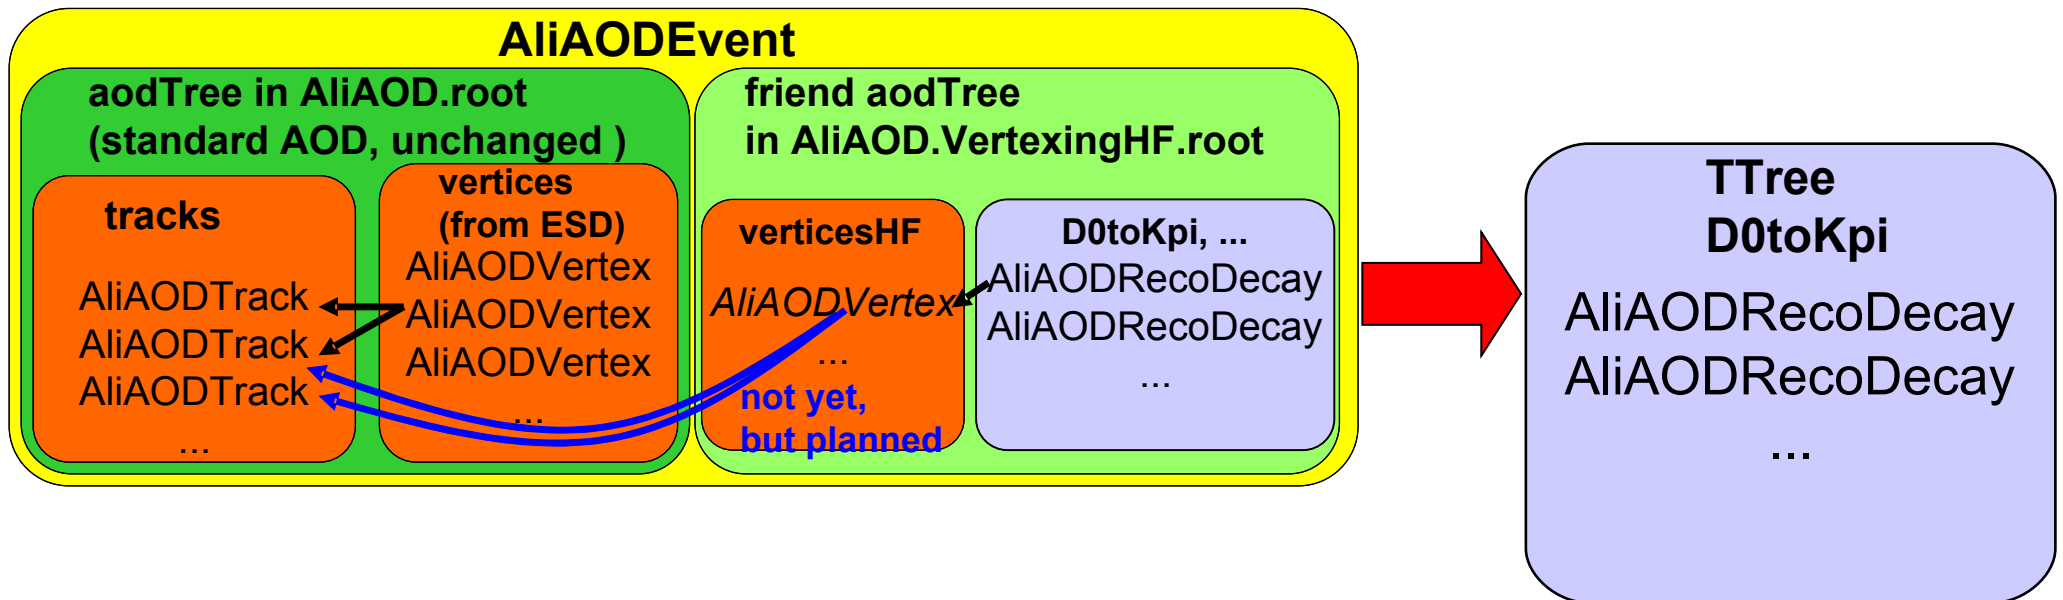 AliAODEvent
aodTree in AliAOD.root
(standard AOD, unchanged )
tracks
AliAODTrack
AliAODTrack
AliAODTrack
...
vertices
(from ESD)
AliAODVertex
AliAODVertex
AliAODVertex
...
friend aodTree
in AliAOD.VertexingHF.root
verticesHF
AliAODVertex
...
not yet,
but planned
D0toKpi, ...
AliAODRecoDecay
AliAODRecoDecay
...
TTree
D0toKpi
AliAODRecoDecay
AliAODRecoDecay
...